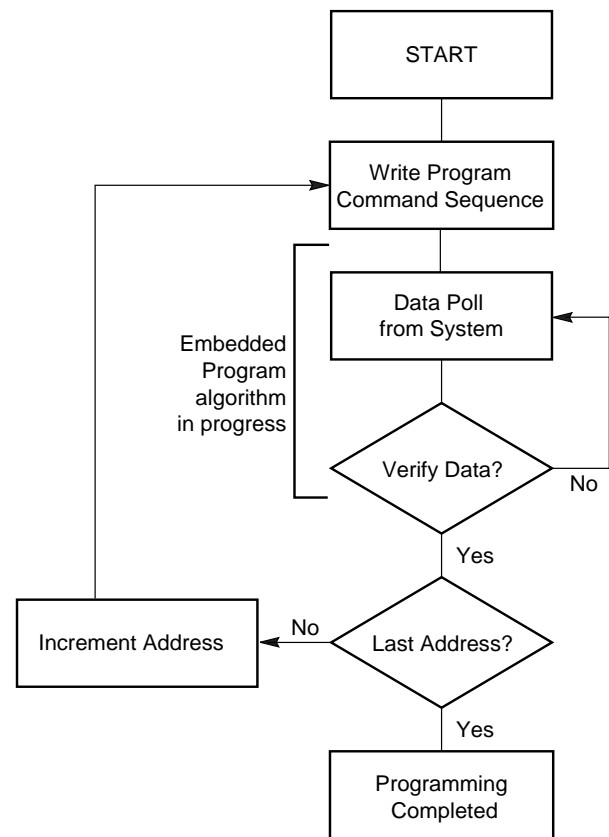 START
Write Program
Command Sequence
Data Poll
from System
Embedded
Program
algorithm
in progress
Verify Data?
No
Yes
Increment Address
No
Last Address?
Yes
Programming
Completed